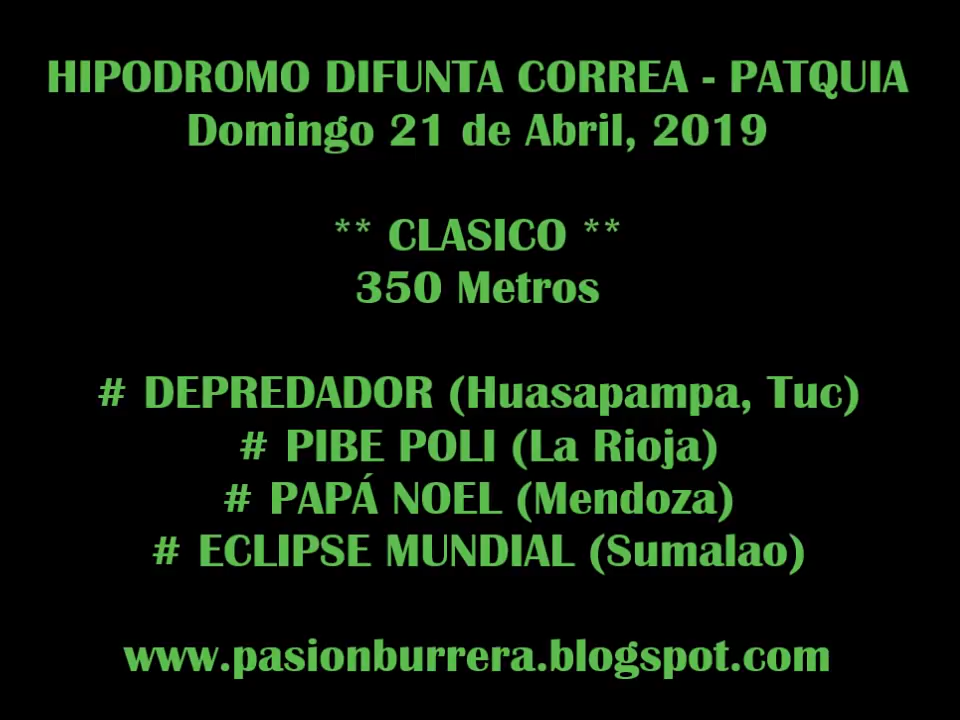 HIPODROMO DIFUNTA CORREA - PATQUIA
Domingo 21 de Abril, 2019
** CLASICO **
350 Metros
# DEPREDADOR (Huasapampa, Tuc)
# PIBE POLI (La Rioja)
# PAPÁ NOEL (Mendoza)
# ECLIPSE MUNDIAL (Sumalao)
www.pasionburrera.blogspot.com